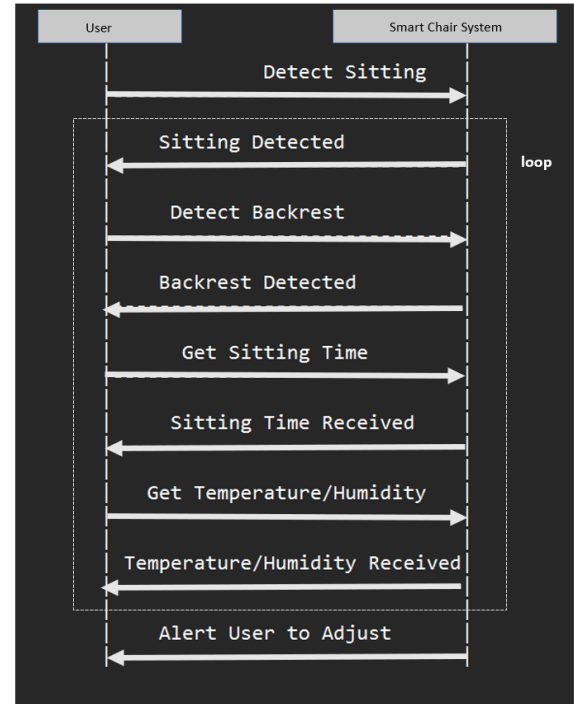 User
Smart Chair System
Detect Sitting
Sitting Detected
loop
Detect Backrest
Backrest Detected
Get Sitting Time
Sitting Time Received
Get Temperature/Humidity
Temperature/Humidity Received
Alert User to Adjust